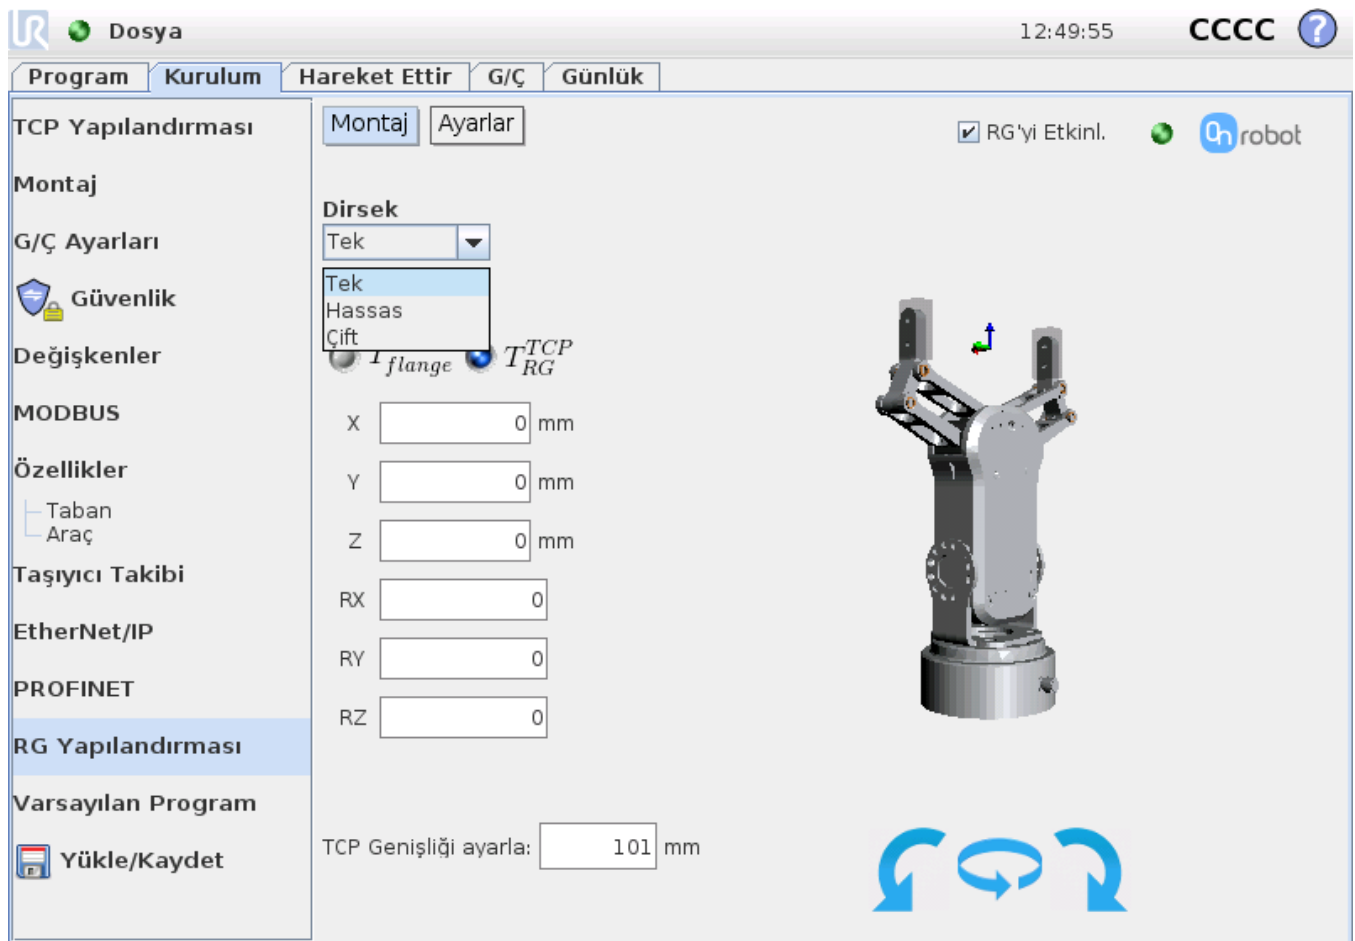 Dosya
12:49:55
CCCC
?
Program
Kurulum
Hareket Ettir
G/Ç
Günlük
TCP Yapılandırması
Montaj
G/Ç Ayarları
Güvenlik
Değişkenler
MODBUS
Özellikler
Taban
Araç
Taşıyıcı Takibi
EtherNet/IP
PROFINET
RG Yapılandırması
Varsayılan Program
Yükle/Kaydet
Montaj
Ayarlar
RG'yi Etkinl.
On robot
Dirsek
Tek
Tek
Hassas
Çift
flange
T_RG^TCP
X 0 mm
Y 0 mm
Z 0 mm
RX 0
RY 0
RZ 0
TCP Genişliği ayarla: 101 mm